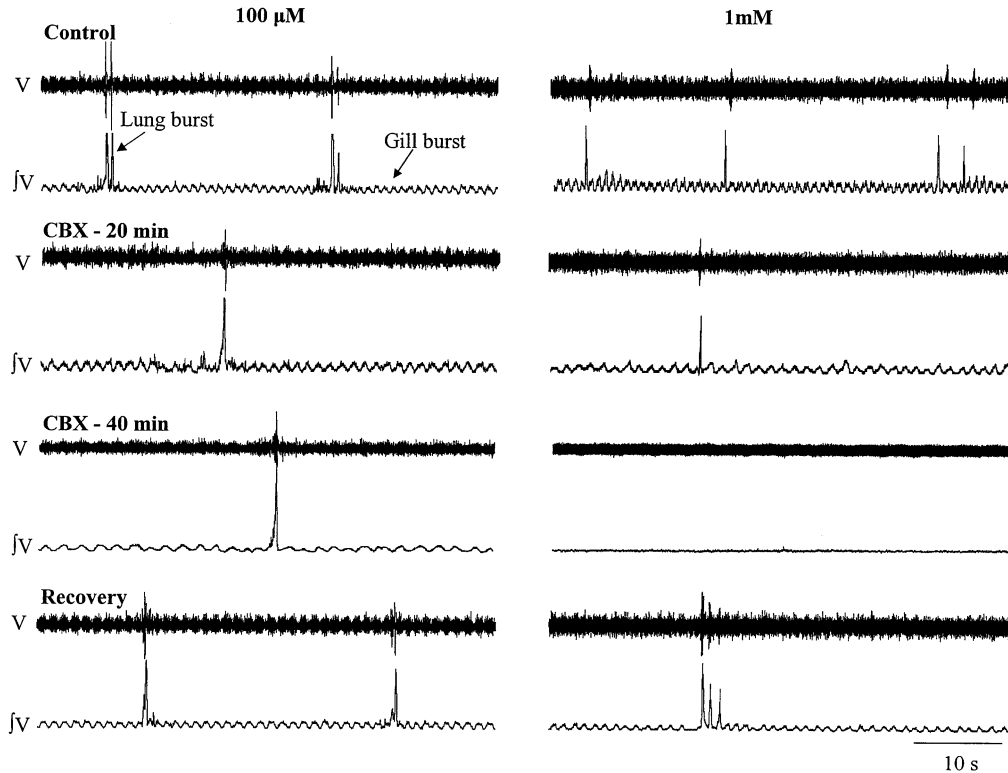 100 µM
1mM
Control
V
Lung burst
Gill burst
∫V
CBX - 20 min
V
∫V
CBX - 40 min
V
∫V
Recovery
V
∫V
10 s